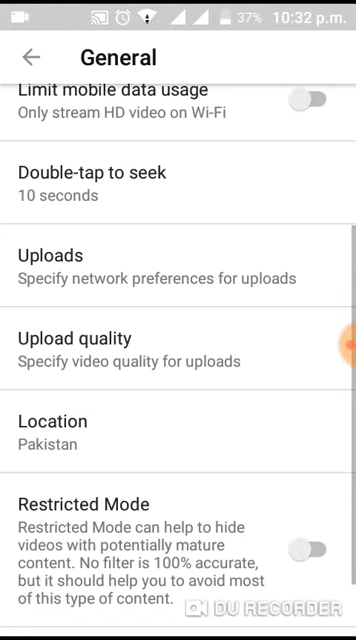 37% 10:32 p.m.
General
Limit mobile data usage
Only stream HD video on Wi-Fi
Double-tap to seek
10 seconds
Uploads
Specify network preferences for uploads
Upload quality
Specify video quality for uploads
Location
Pakistan
Restricted Mode
Restricted Mode can help to hide
videos with potentially mature
content. No filter is 100% accurate,
but it should help you to avoid most
of this type of content.
DU RECORDER